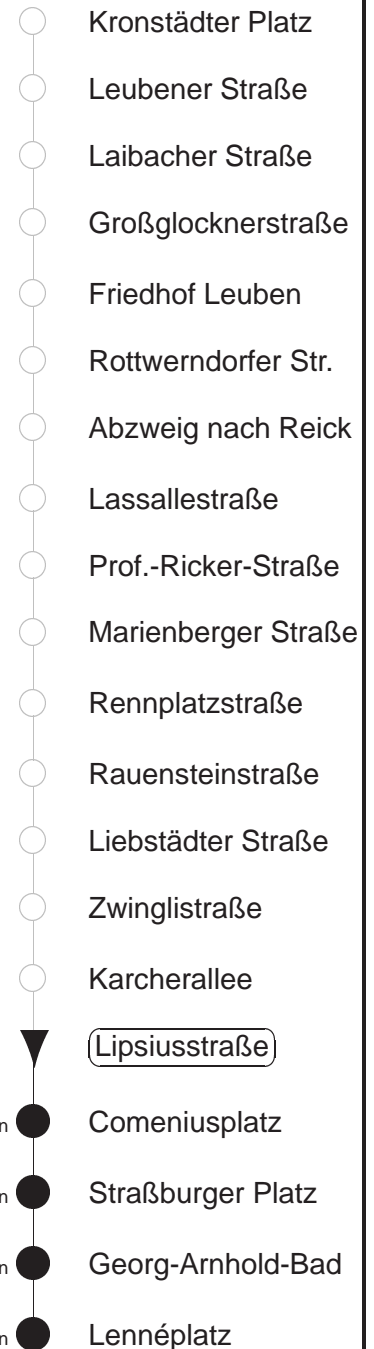 Kronstädter Platz
Leubener Straße
Laibacher Straße
Großglocknerstraße
Friedhof Leuben
Rottwerndorfer Str.
Abzweig nach Reick
Lassallestraße
Prof.-Ricker-Straße
Marienberger Straße
Rennplatzstraße
Rauensteinstraße
Liebstädter Straße
Zwinglistraße
Karcherallee
Lipsiusstraße
n Comeniusplatz
n Straßburger Platz
n Georg-Arnhold-Bad
n Lennéplatz